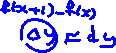 f(x+1)-f(x)
Δy ≈ dy